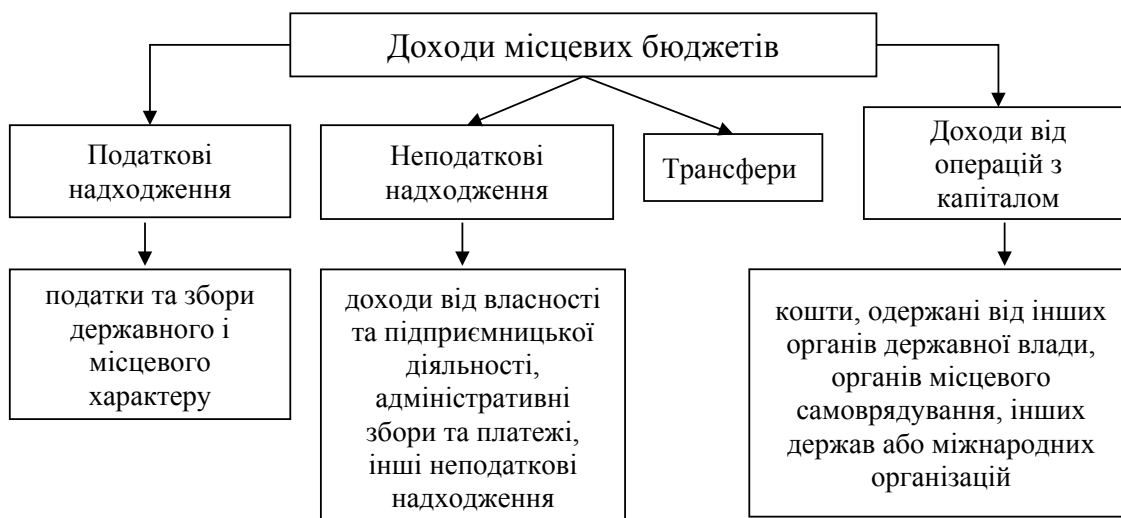 Доходи місцевих бюджетів
Податкові
надходження
Неподаткові
надходження
Трансфери
Доходи від
операцій з
капіталом
податки та збори
державного і
місцевого
характеру
доходи від власності
та підприємницької
діяльності,
адміністративні
збори та платежі,
інші неподаткові
надходження
кошти, одержані від інших
органів державної влади,
органів місцевого
самоврядування, інших
держав або міжнародних
організацій